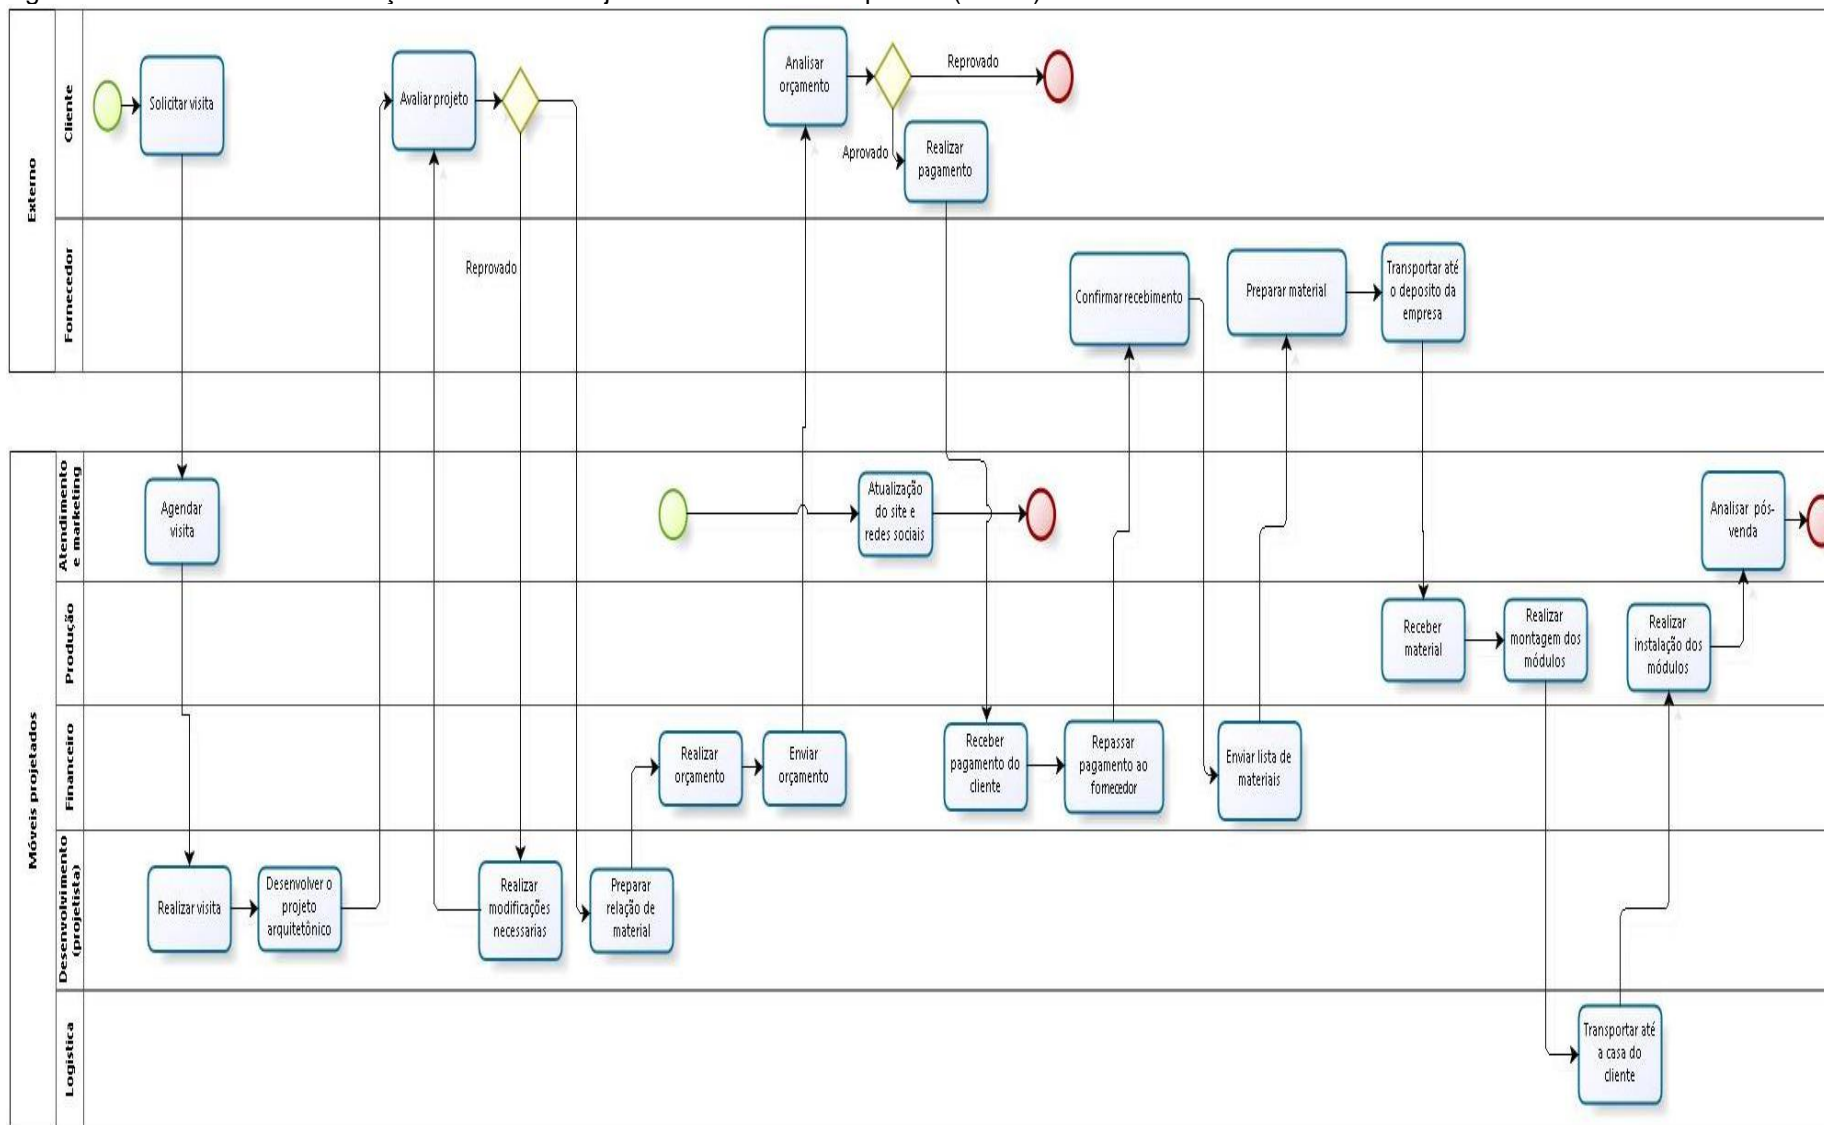 Externo
Cliente
Solicitar visita
Avaliar projeto
Analisar
orçamento
Reprovado
Aprovado
Realizar
pagamento
Fornecedor
Reprovado
Confirmar recebimento
Preparar material
Transportar até
o deposito da
empresa
Móveis projetados
Atendimento
e marketing
Agendar
visita
Atualização
do site e
redes sociais
Analisar pós-
venda
Produção
Receber
material
Realizar
montagem dos
módulos
Realizar
instalação dos
módulos
Financeiro
Realizar
orçamento
Enviar
orçamento
Receber
pagamento do
cliente
Repassar
pagamento ao
fornecedor
Enviar lista de
materiais
Desenvolvimento
(projetista)
Realizar visita
Desenvolver o
projeto
arquitetônico
Realizar
modificações
necessarias
Preparar
relação de
material
Logística
Transportar até
a casa do
cliente